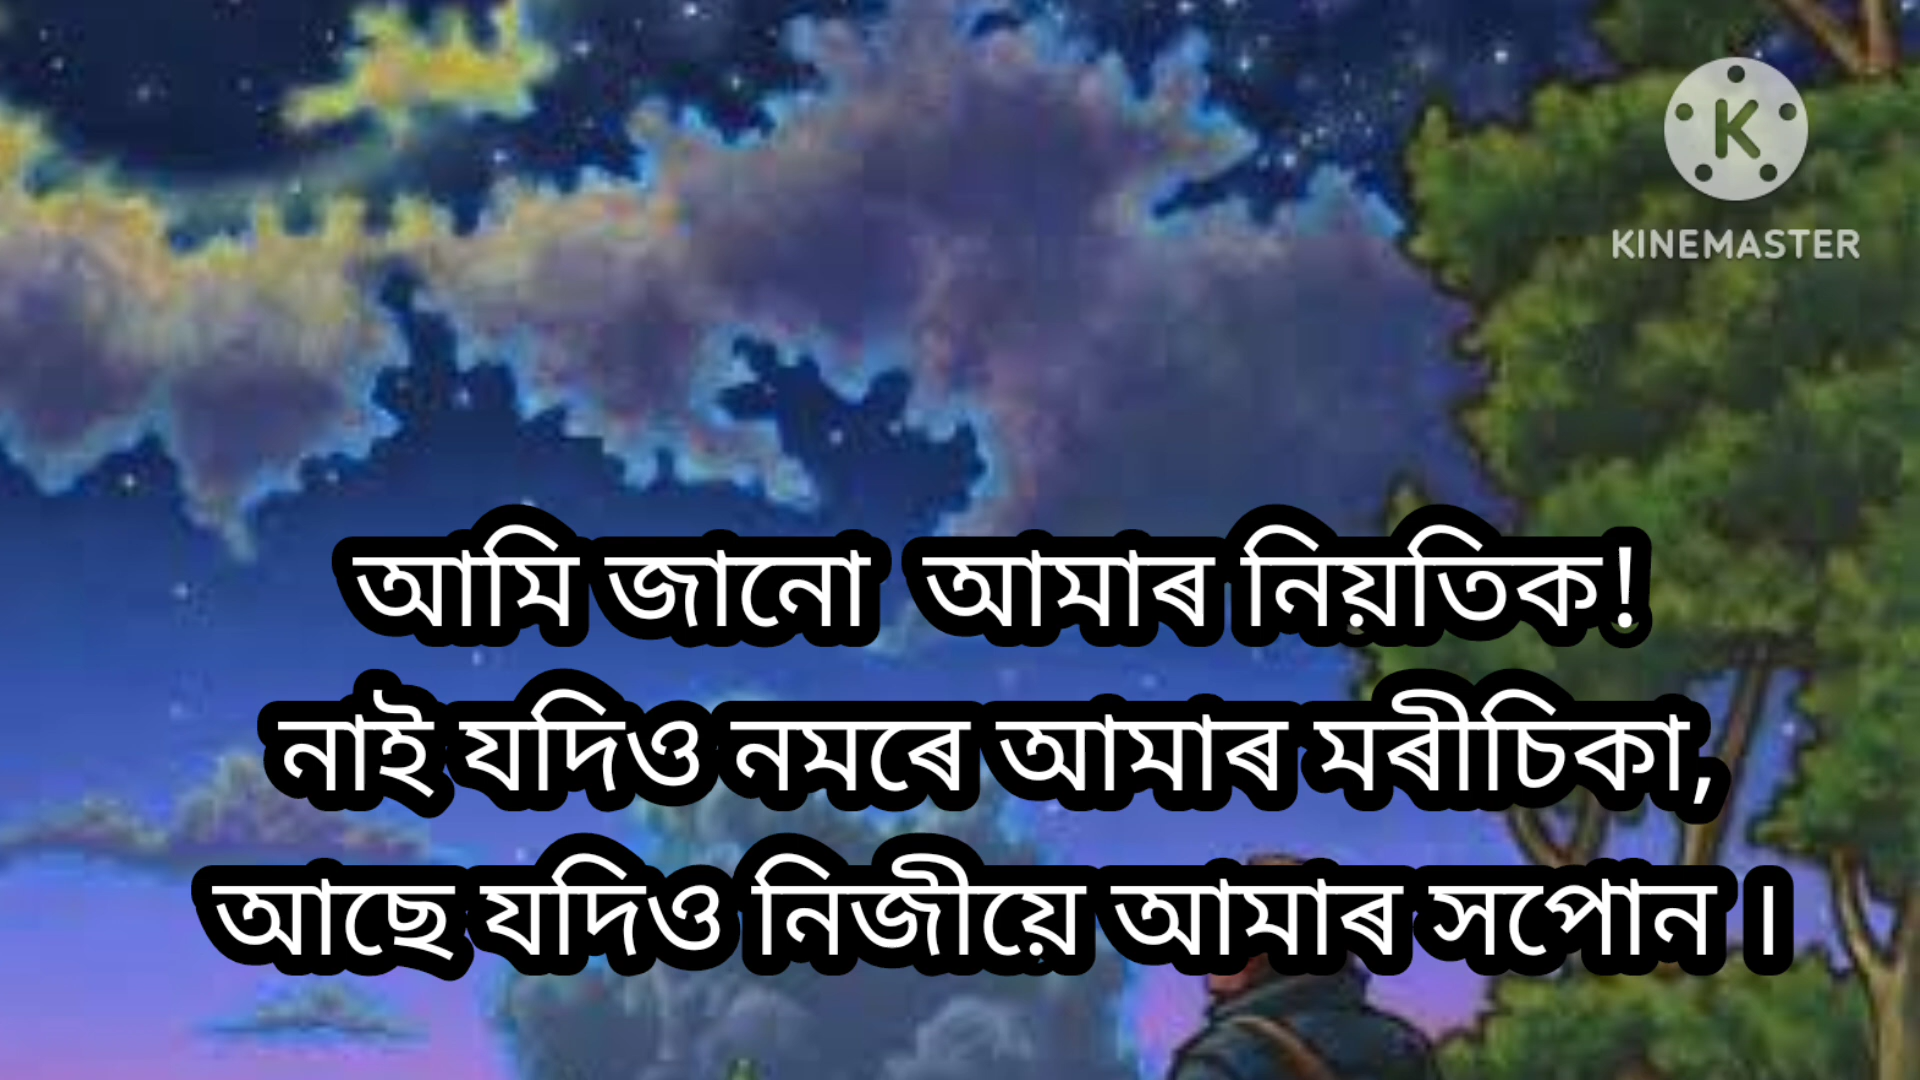 KINEMASTER
আমি জানো আমাৰ নিয়তিক!
নাই যদিও নমৰে আমাৰ মৰীচিকা,
আছে যদিও নিজীয়ে আমাৰ সপোন ।